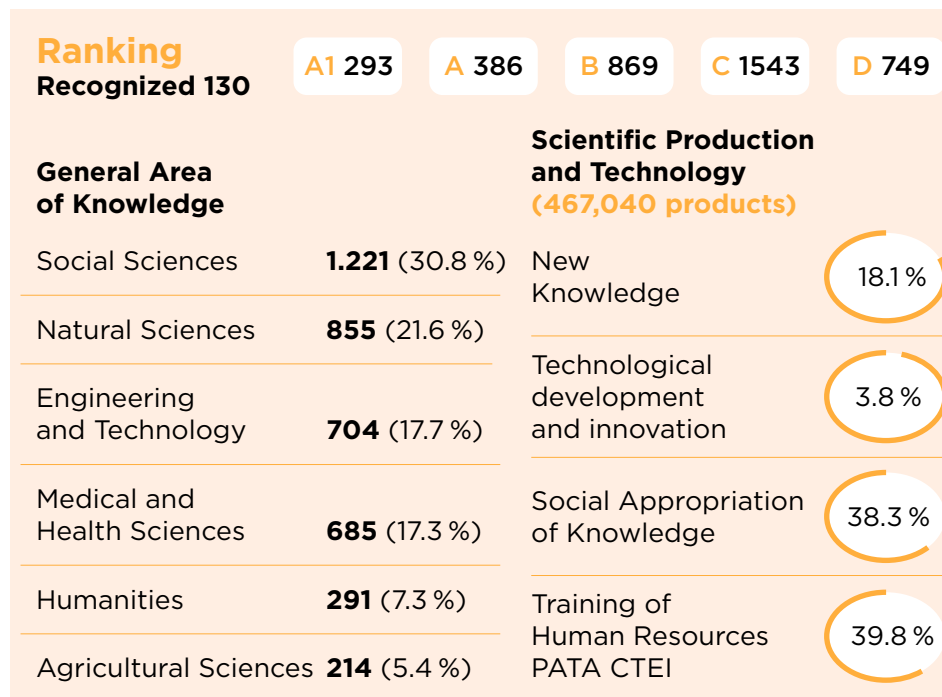 Ranking
Recognized 130
A1 293
A 386
B 869
C 1543
D 749
General Area
of Knowledge
Social Sciences 1.221 (30.8 %)
Natural Sciences 855 (21.6 %)
Engineering
and Technology 704 (17.7 %)
Medical and
Health Sciences 685 (17.3 %)
Humanities 291 (7.3 %)
Agricultural Sciences 214 (5.4 %)
Scientific Production
and Technology
(467,040 products)
New
Knowledge
18.1 %
Technological
development
and innovation
3.8 %
Social Appropriation
of Knowledge
38.3 %
Training of
Human Resources
PATA CTEI
39.8 %